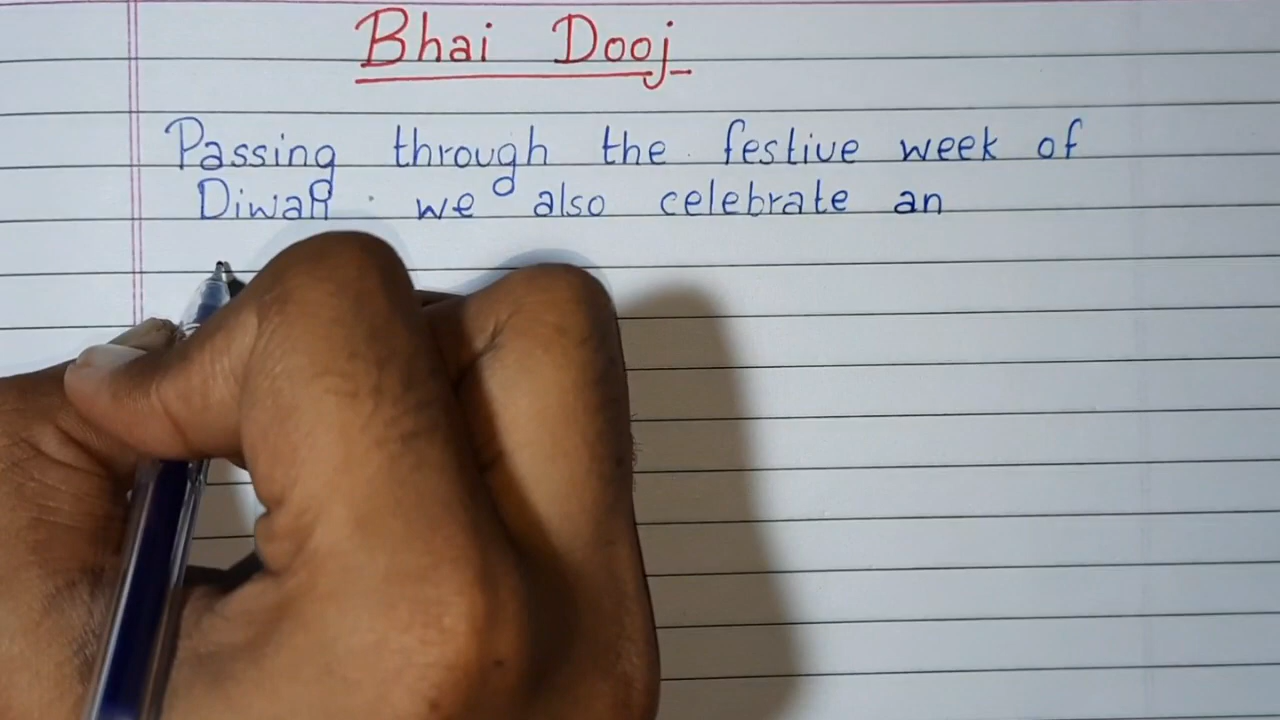 Bhai Dooj
Passing through the festive week of
Diwali we also celebrate an